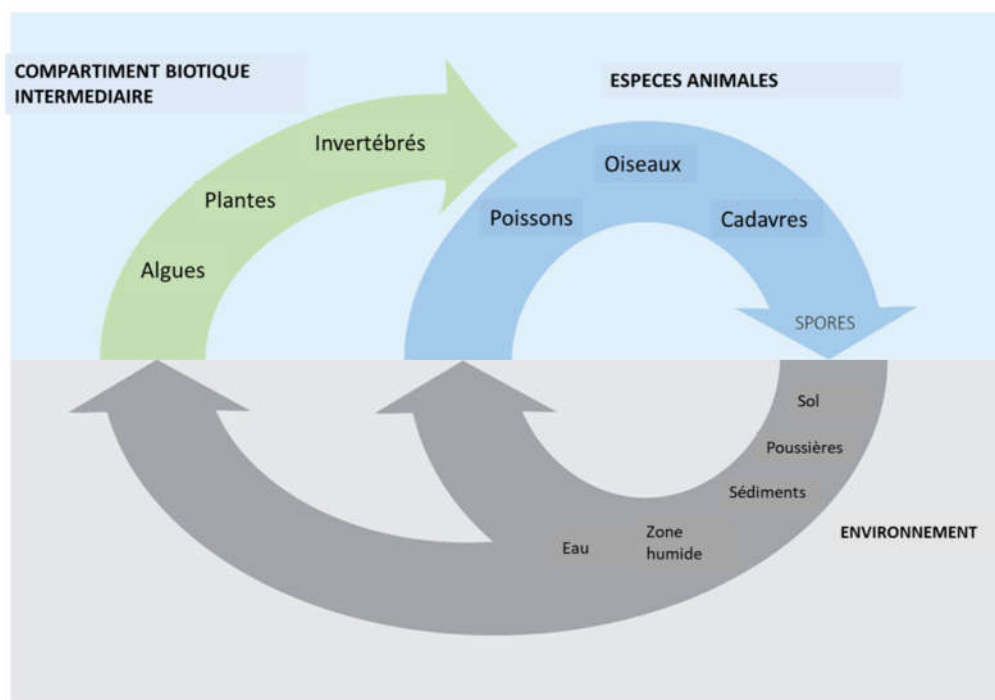 COMPARTIMENT BIOTIQUE
INTERMEDIAIRE
ESPECES ANIMALES
Invertébrés
Plantes
Algues
Oiseaux
Poissons
Cadavres
SPORES
Sol
Poussières
Sédiments
Zone
humide
Eau
ENVIRONNEMENT